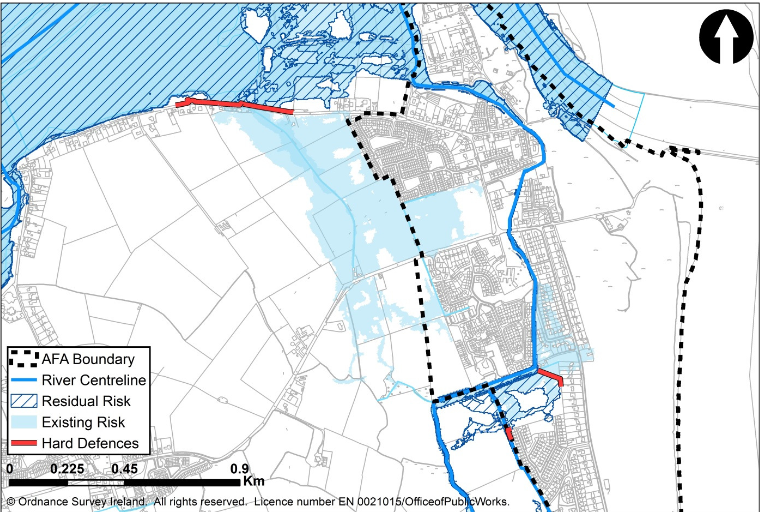 AFA Boundary
River Centreline
Residual Risk
Existing Risk
Hard Defences
0 0.225 0.45 0.9
Km
© Ordnance Survey Ireland. All rights reserved. Licence number EN 0021015/OfficeofPublicWorks.